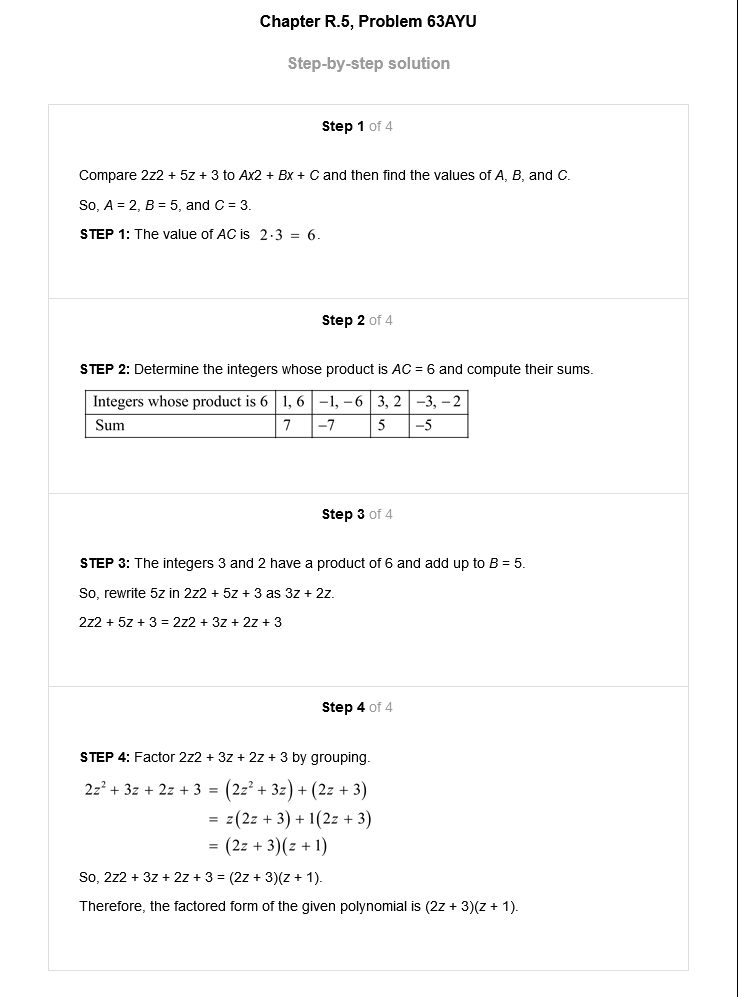 Chapter R.5, Problem 63AYU
Step-by-step solution
Step 1 of 4
Compare 2z2 + 5z + 3 to Ax2 + Bx + C and then find the values of A, B, and C.
So, A = 2, B = 5, and C = 3.
STEP 1: The value of AC is 2·3 = 6.
Step 2 of 4
STEP 2: Determine the integers whose product is AC = 6 and compute their sums.
Integers whose product is 6 1, 6 −1, −6 3, 2 −3, −2
Sum 7 −7 5 −5
Step 3 of 4
STEP 3: The integers 3 and 2 have a product of 6 and add up to B = 5.
So, rewrite 5z in 2z2 + 5z + 3 as 3z + 2z.
2z2 + 5z + 3 = 2z2 + 3z + 2z + 3
Step 4 of 4
STEP 4: Factor 2z2 + 3z + 2z + 3 by grouping.
2z² + 3z + 2z + 3 = (2z² + 3z) + (2z + 3)
= z(2z + 3) + 1(2z + 3)
= (2z + 3)(z + 1)
So, 2z2 + 3z + 2z + 3 = (2z + 3)(z + 1).
Therefore, the factored form of the given polynomial is (2z + 3)(z + 1).